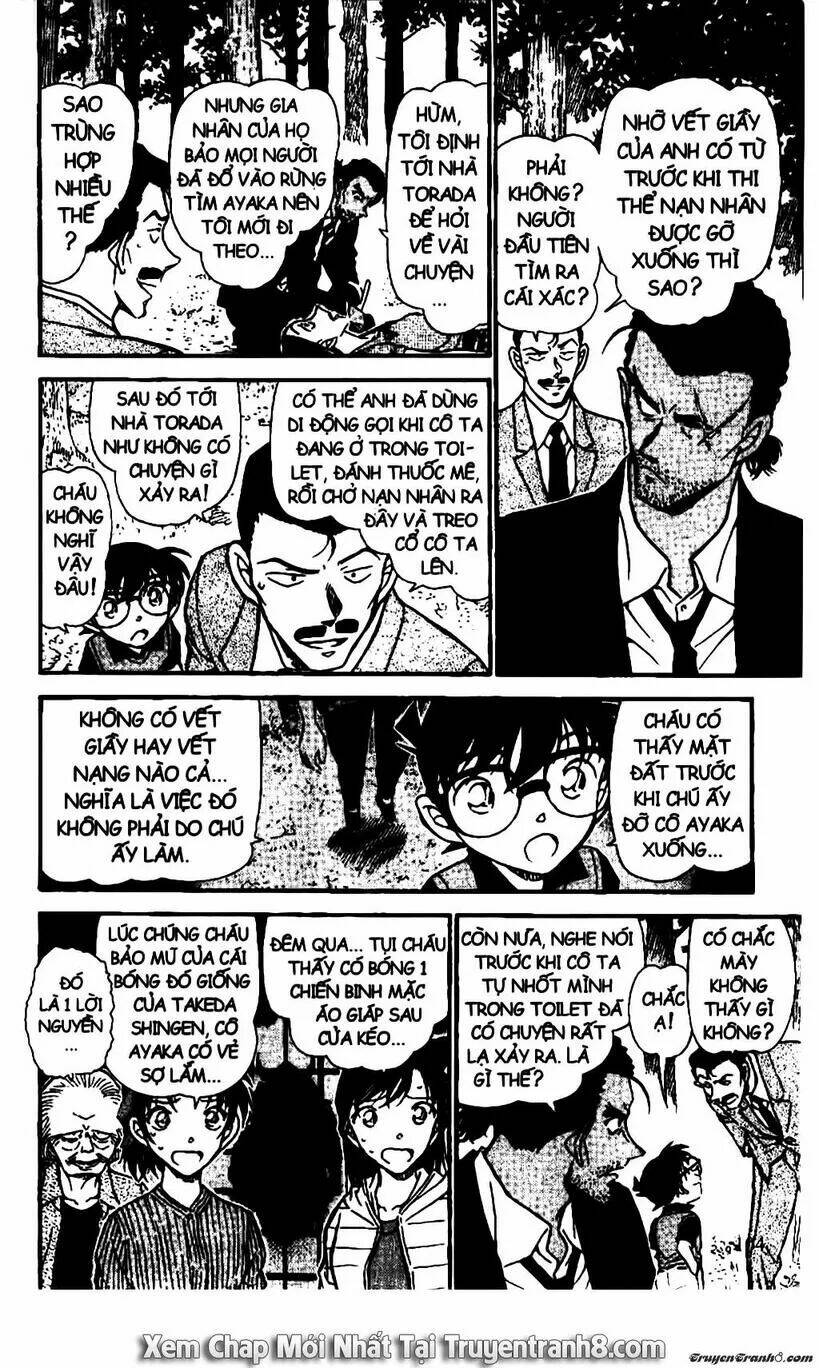 NHỠ VẾT GIẦY
CỦA ANH CÓ TỪ
TRƯỚC KHI THI
THỂ NẠN NHÂN
ĐƯỢC GỠ
XUỐNG THÌ
SAO?
PHẢI
KHÔNG?
NGƯỜI
ĐẦU TIÊN
TÌM RA
CÁI XÁC?
HỪM,
TÔI ĐỊNH
TỚI NHÀ
TORADA
ĐỂ HỎI
VỀ VÀI
CHUYỆN
...
NHƯNG GIA
NHÂN CỦA HỌ
BẢO MỌI NGƯỜI
ĐÃ ĐỔ VÀO RỪNG
TÌM AYAKA NÊN
TÔI MỚI ĐI
THEO...
SAO
TRÙNG
HỢP
NHIỀU
THẾ
?
CÓ THỂ ANH ĐÃ DÙNG
DI ĐỘNG GỌI KHI CÔ TA
ĐANG Ở TRONG TOI-
LET, ĐÁNH THUỐC MÊ,
RỒI CHỞ NẠN NHÂN RA
ĐÂY VÀ TREO
CỔ CÔ TA
LÊN.
SAU ĐÓ TỚI
NHÀ TORADA
NHƯ KHÔNG CÓ
CHUYỆN GÌ
XẢY RA!
CHÁU
KHÔNG
NGHĨ
VẬY
ĐÂU!
CHÁU CÓ
THẤY MẶT
ĐẤT TRƯỚC
KHI CHÚ ẤY
ĐỠ CÔ AYAKA
XUỐNG...
KHÔNG CÓ VẾT
GIẦY HAY VẾT
NẠNG NÀO CẢ...
NGHĨA LÀ VIỆC ĐÓ
KHÔNG PHẢI DO CHÚ
ẤY LÀM.
CÓ CHẮC
MÀY
KHÔNG
THẤY GÌ
KHÔNG?
CHẮC
Ạ!
CÒN NƯA, NGHE NÓI
TRƯỚC KHI CÔ TA
TỰ NHỐT MÌNH
TRONG TOILET ĐÃ
CÓ CHUYỆN RẤT
LẠ XẢY RA. LÀ
GÌ THẾ?
ĐÊM QUA... TỤI CHÁU
THẤY CÓ BÓNG 1
CHIẾN BINH MẶC
ÁO GIÁP SAU
CỬA KÉO...
LÚC CHÚNG CHÁU
BẢO MŨ CỦA CÁI
BÓNG ĐÓ GIỐNG
CỦA TAKEDA
SHINGEN, CÔ
AYAKA CÓ VẺ
SỢ LẮM...
ĐÓ
LÀ 1 LỜI
NGUYỀN
...
Xem Chap Mới Nhất Tại Truyentranh8.com
TruyenTranh8.com